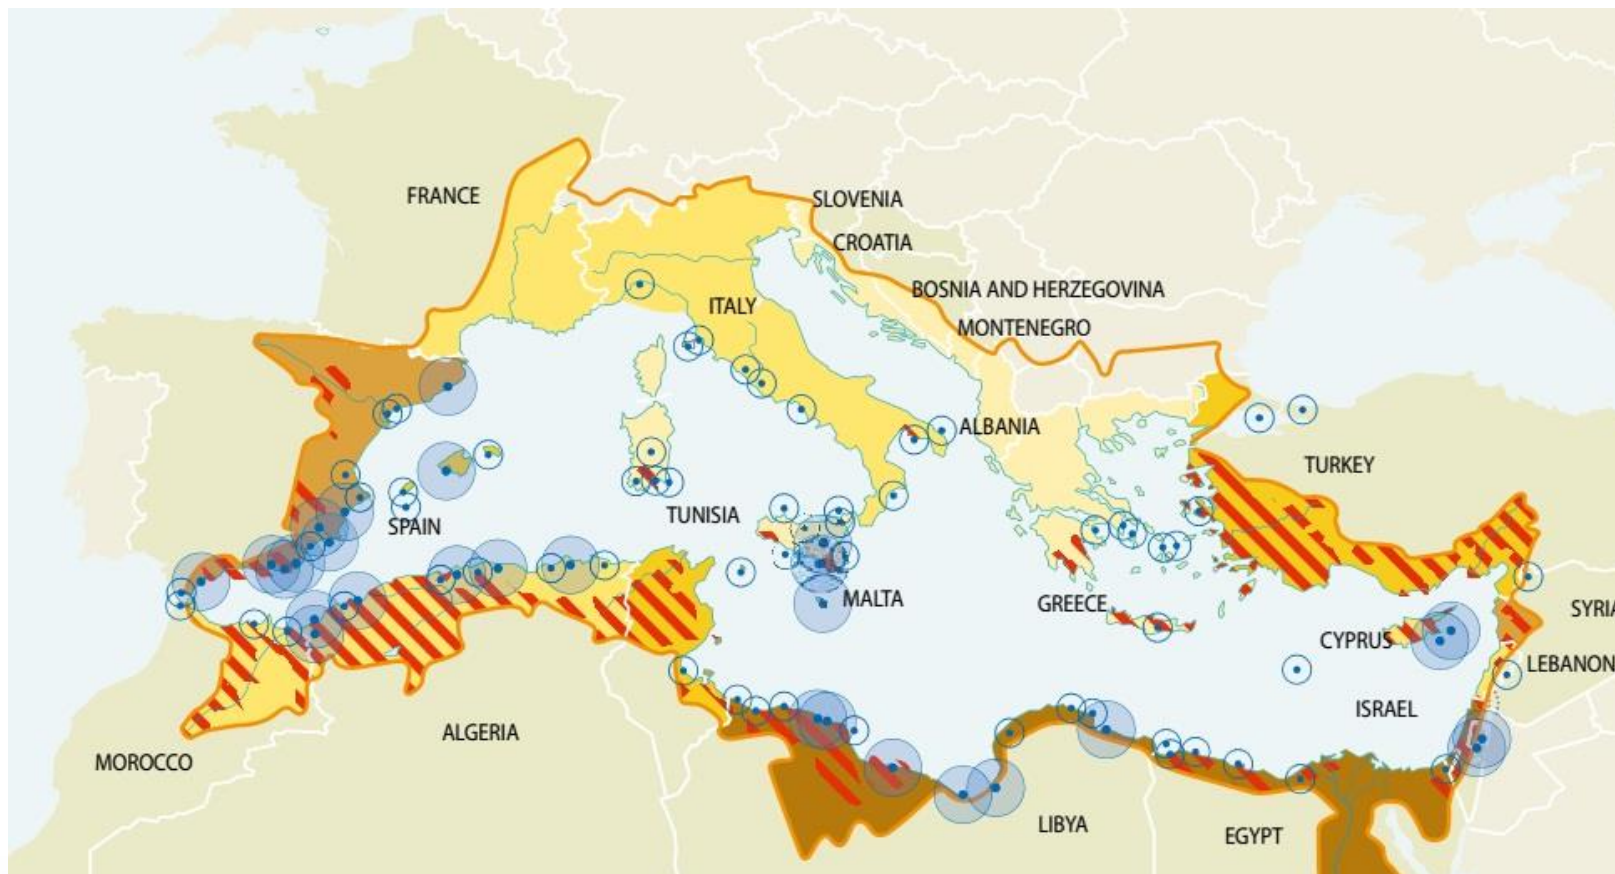 FRANCE
SLOVENIA
CROATIA
BOSNIA AND HERZEGOVINA
ITALY
MONTENEGRO
ALBANIA
TURKEY
TUNISIA
SPAIN
MALTA
GREECE
SYRIA
CYPRUS
LEBANON
ISRAEL
ALGERIA
MOROCCO
LIBYA
EGYPT